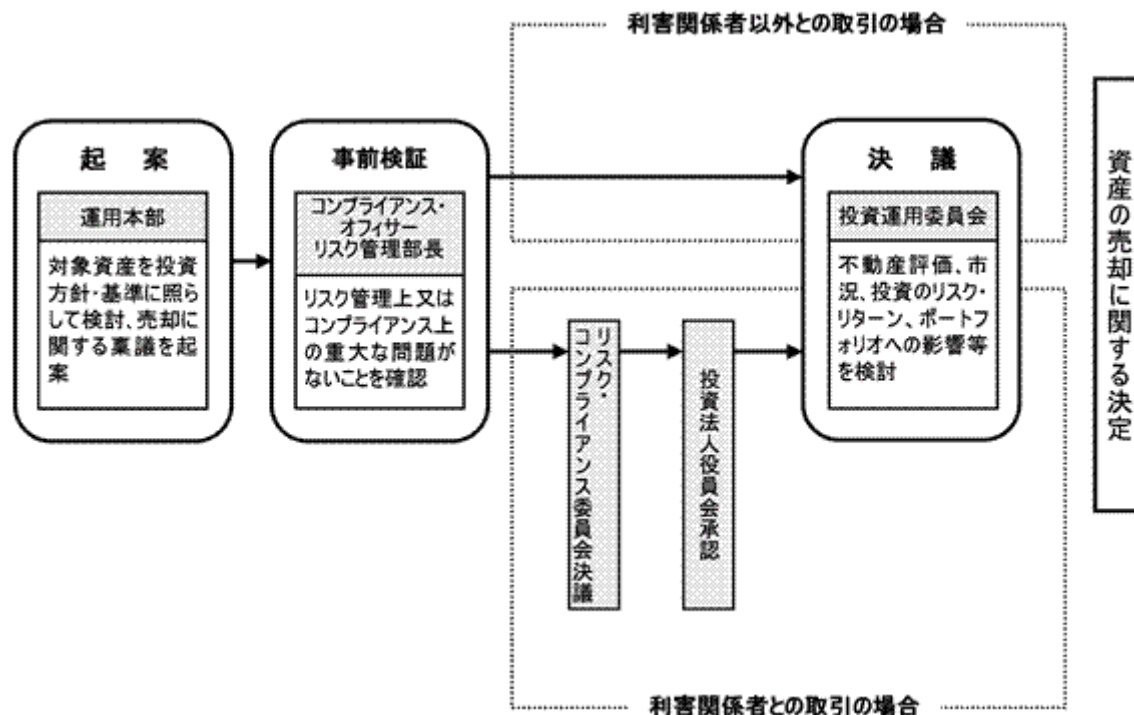 利害関係者以外との取引の場合
起 案
運用本部
対象資産を投資
方針・基準に照ら
して検討、売却に
関する稟議を起
案
事前検証
コンプライアンス・
オフィサー
リスク管理部長
リスク管理上又は
コンプライアンス上
の重大な問題が
ないことを確認
リスク・
コンプライアンス委員会決議
投資法人役員会承認
決 議
投資運用委員会
不動産評価、市
況、投資のリスク・
リターン、ポートフ
ォリオへの影響等
を検討
資産の売却に関する決定
利害関係者との取引の場合